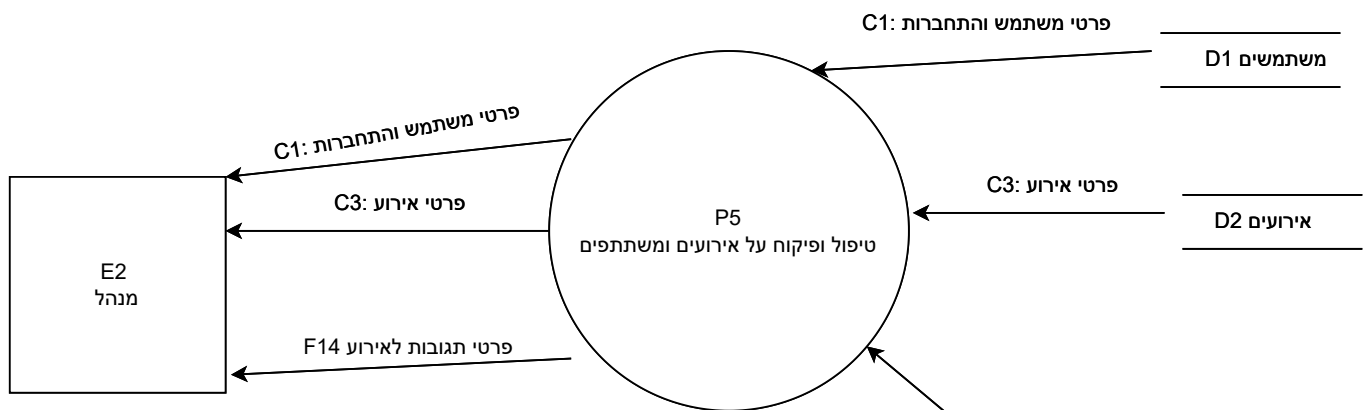 פרטי משתמש והתחברות :C1
משתמשים D1
פרטי משתמש והתחברות :C1
פרטי אירוע :C3
פרטי אירוע :C3
אירועים D2
P5
טיפול ופיקוח על אירועים ומשתתפים
E2
מנהל
פרטי תגובות לאירוע F14